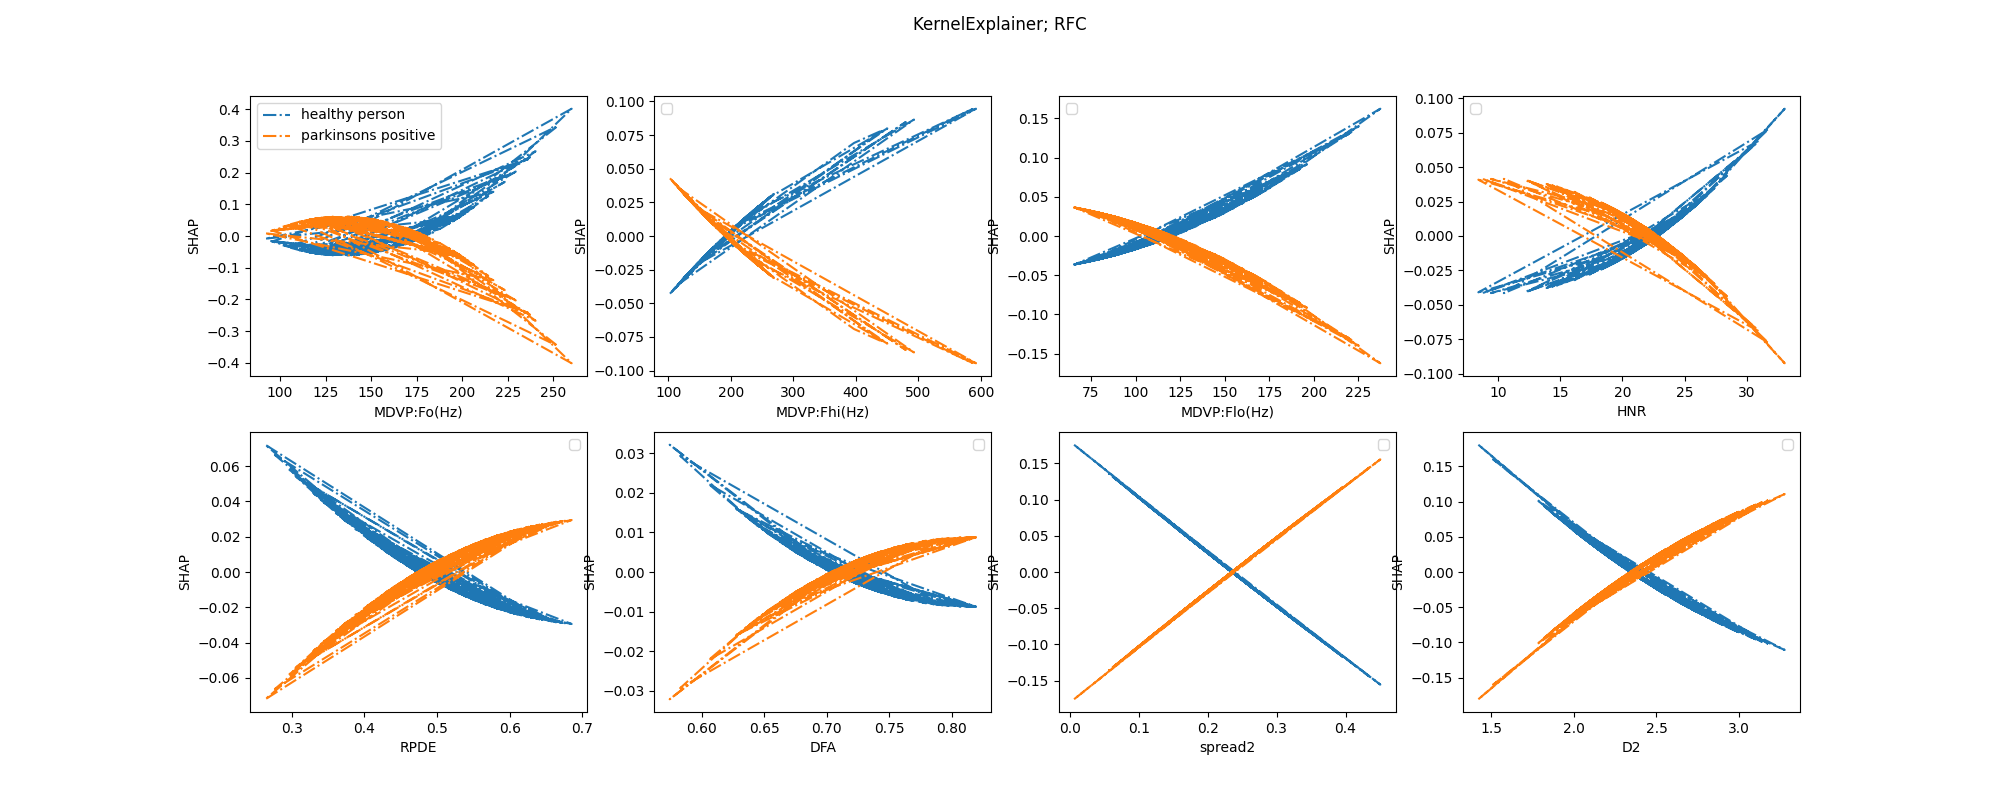 KernelExplainer; RFC
healthy person
parkinsons positive
0.4
0.3
0.2
0.1
0.0
−0.1
−0.2
−0.3
−0.4
SHAP
100 125 150 175 200 225 250
MDVP:Fo(Hz)
0.100
0.075
0.050
0.025
0.000
−0.025
−0.050
−0.075
−0.100
SHAP
100 200 300 400 500 600
MDVP:Fhi(Hz)
0.15
0.10
0.05
0.00
−0.05
−0.10
−0.15
SHAP
75 100 125 150 175 200 225
MDVP:Flo(Hz)
0.100
0.075
0.050
0.025
0.000
−0.025
−0.050
−0.075
−0.100
SHAP
10 15 20 25 30
HNR
0.06
0.04
0.02
0.00
−0.02
−0.04
−0.06
SHAP
0.3 0.4 0.5 0.6 0.7
RPDE
0.03
0.02
0.01
0.00
−0.01
−0.02
−0.03
SHAP
0.60 0.65 0.70 0.75 0.80
DFA
0.15
0.10
0.05
0.00
−0.05
−0.10
−0.15
SHAP
0.0 0.1 0.2 0.3 0.4
spread2
0.15
0.10
0.05
0.00
−0.05
−0.10
−0.15
SHAP
1.5 2.0 2.5 3.0
D2